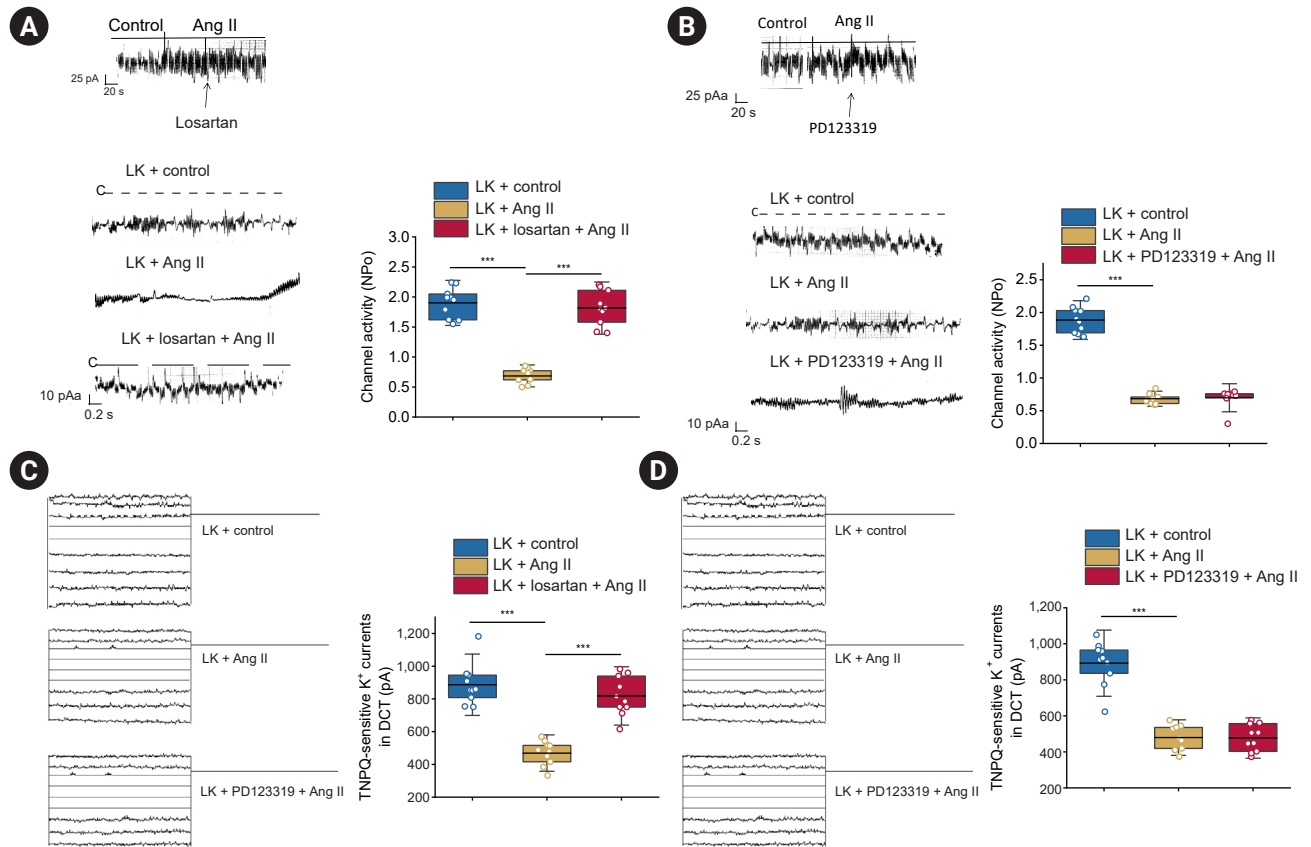 A
Control Ang II
25 pA
20 s
Losartan
LK + control
C
LK + Ang II
LK + losartan + Ang II
C
10 pAa
0.2 s
LK + control
LK + Ang II
LK + losartan + Ang II
Channel activity (NPo)
3.0
2.5
2.0
1.5
1.0
0.5
0.0
***
***
B
Control Ang II
25 pAa
20 s
PD123319
LK + control
C
LK + Ang II
LK + PD123319 + Ang II
10 pAa
0.2 s
LK + control
LK + Ang II
LK + PD123319 + Ang II
Channel activity (NPo)
2.5
2.0
1.5
1.0
0.5
0.0
***
C
LK + control
LK + Ang II
LK + PD123319 + Ang II
LK + control
LK + Ang II
LK + losartan + Ang II
TNPQ-sensitive K+ currents
in DCT (pA)
1,200
1,000
800
600
400
200
***
***
D
LK + control
LK + Ang II
LK + PD123319 + Ang II
LK + control
LK + Ang II
LK + PD123319 + Ang II
TNPQ-sensitive K+ currents
in DCT (pA)
1,200
1,000
800
600
400
200
***